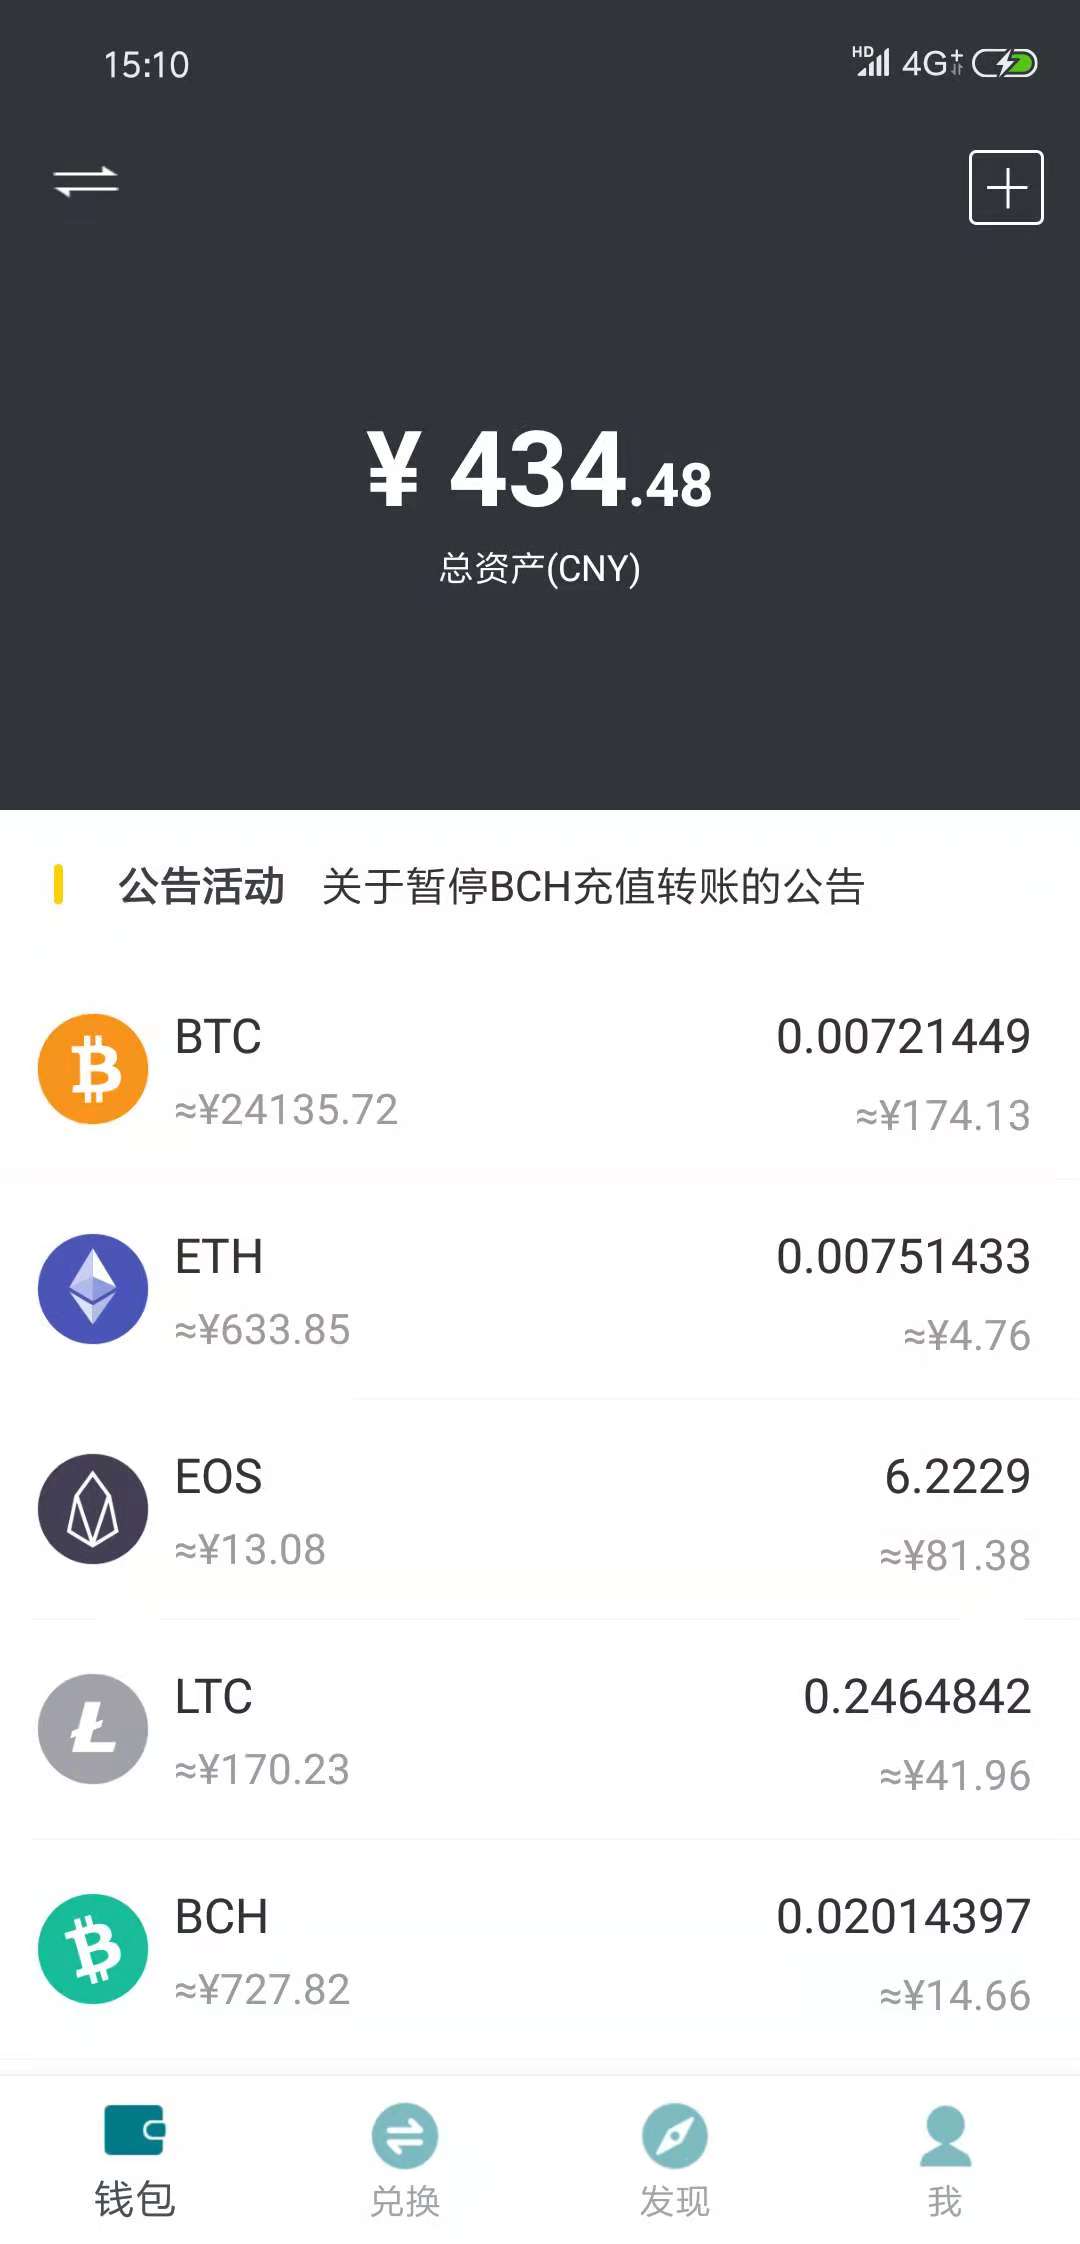 15:10
HD 4G+
¥ 434.48
总资产(CNY)
公告活动 关于暂停BCH充值转账的公告
BTC 0.00721449
≈¥24135.72 ≈¥174.13
ETH 0.00751433
≈¥633.85 ≈¥4.76
EOS 6.2229
≈¥13.08 ≈¥81.38
LTC 0.2464842
≈¥170.23 ≈¥41.96
BCH 0.02014397
≈¥727.82 ≈¥14.66
钱包 兑换 发现 我